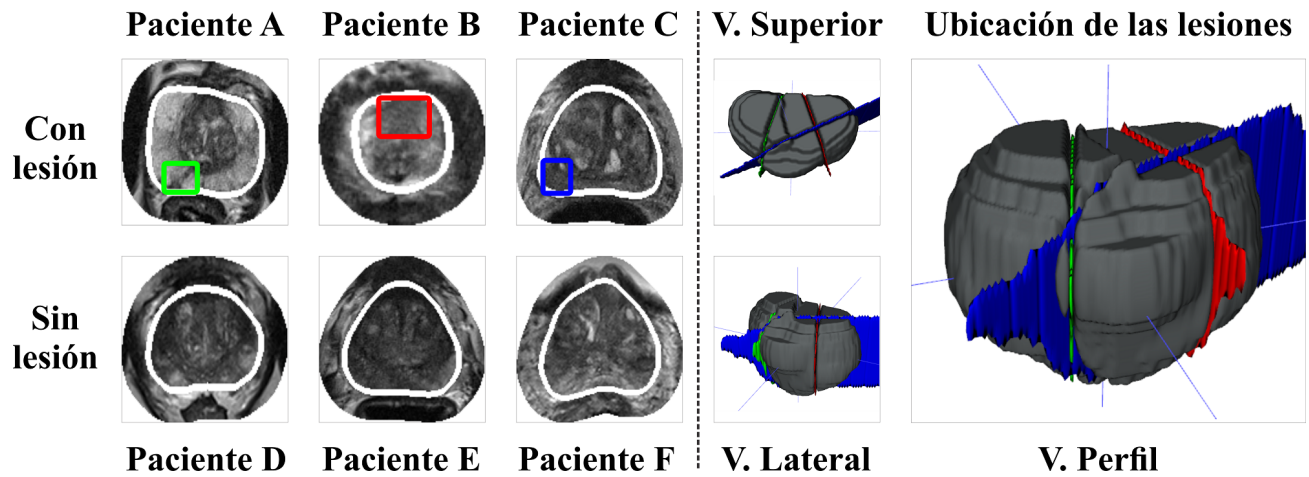 Paciente A Paciente B Paciente C V. Superior Ubicación de las lesiones
Con
lesión
Sin
lesión
Paciente D Paciente E Paciente F V. Lateral V. Perfil